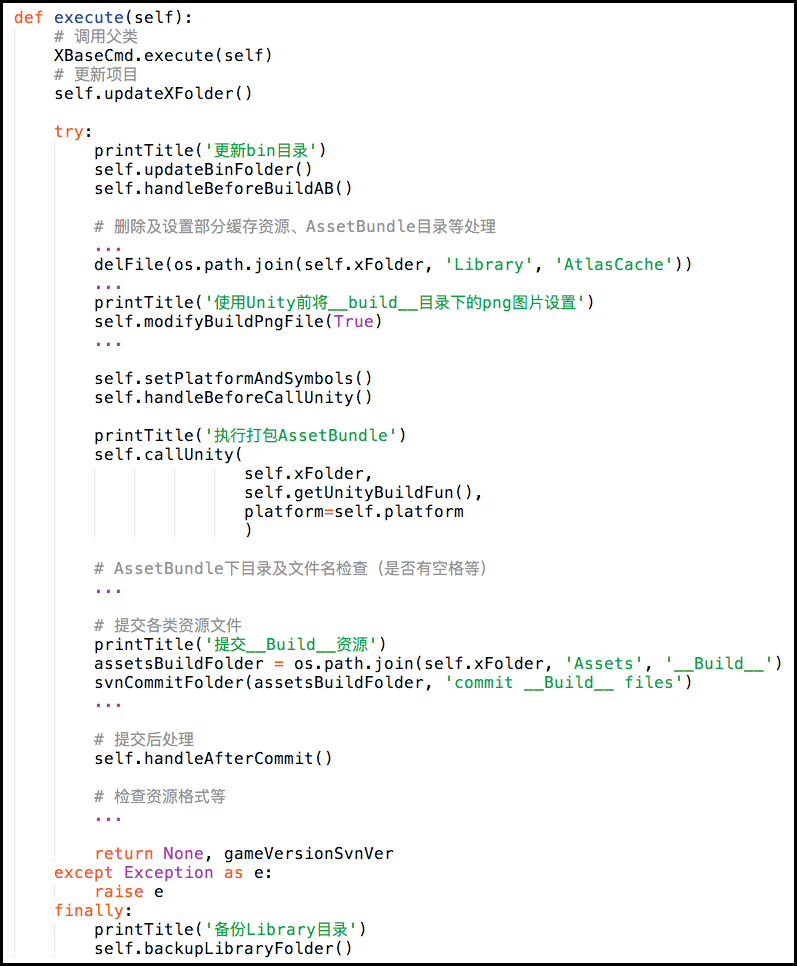 def execute(self):
# 调用父类
XBaseCmd.execute(self)
# 更新项目
self.updateXFolder()
try:
printTitle('更新bin目录')
self.updateBinFolder()
self.handleBeforeBuildAB()
# 删除及设置部分缓存资源、AssetBundle目录等处理
...
delFile(os.path.join(self.xFolder, 'Library', 'AtlasCache'))
...
printTitle('使用Unity前将__build__目录下的png图片设置')
self.modifyBuildPngFile(True)
...
self.setPlatformAndSymbols()
self.handleBeforeCallUnity()
printTitle('执行打包AssetBundle')
self.callUnity(
self.xFolder,
self.getUnityBuildFun(),
platform=self.platform
)
# AssetBundle下目录及文件名检查（是否有空格等）
...
# 提交各类资源文件
printTitle('提交__Build__资源')
assetsBuildFolder = os.path.join(self.xFolder, 'Assets', '__Build__')
svnCommitFolder(assetsBuildFolder, 'commit __Build__ files')
...
# 提交后处理
self.handleAfterCommit()
# 检查资源格式等
...
return None, gameVersionSvnVer
except Exception as e:
raise e
finally:
printTitle('备份Library目录')
self.backupLibraryFolder()